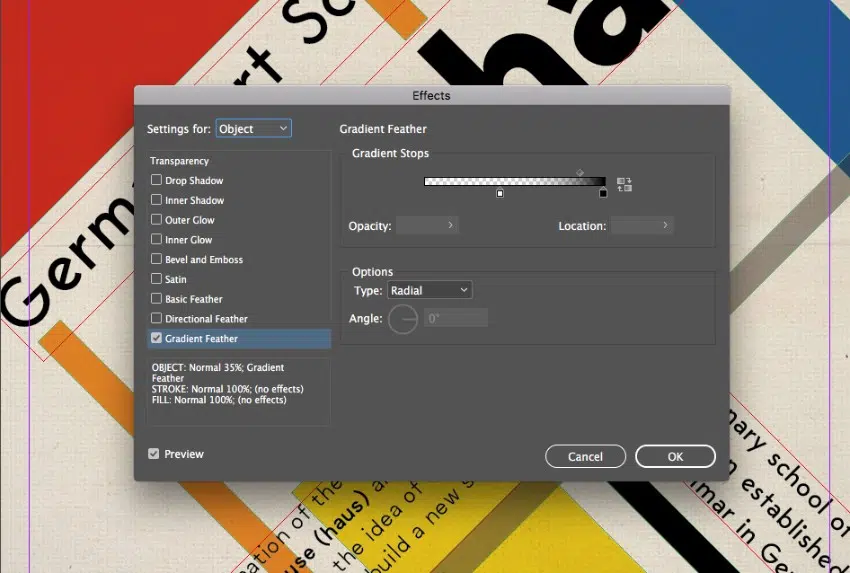 Germ
rt Sc
ha
Effects
Settings for: Object
Transparency
Drop Shadow
Inner Shadow
Outer Glow
Inner Glow
Bevel and Emboss
Satin
Basic Feather
Directional Feather
Gradient Feather
OBJECT: Normal 35%; Gradient
Feather
STROKE: Normal 100%; (no effects)
FILL: Normal 100%; (no effects)
Preview
Gradient Feather
Gradient Stops
Opacity:
Location:
Options
Type: Radial
Angle: 0°
Cancel
OK
ation of the
use (haus) a
the idea of
build a new s
nary school of
n established
mar in Ge